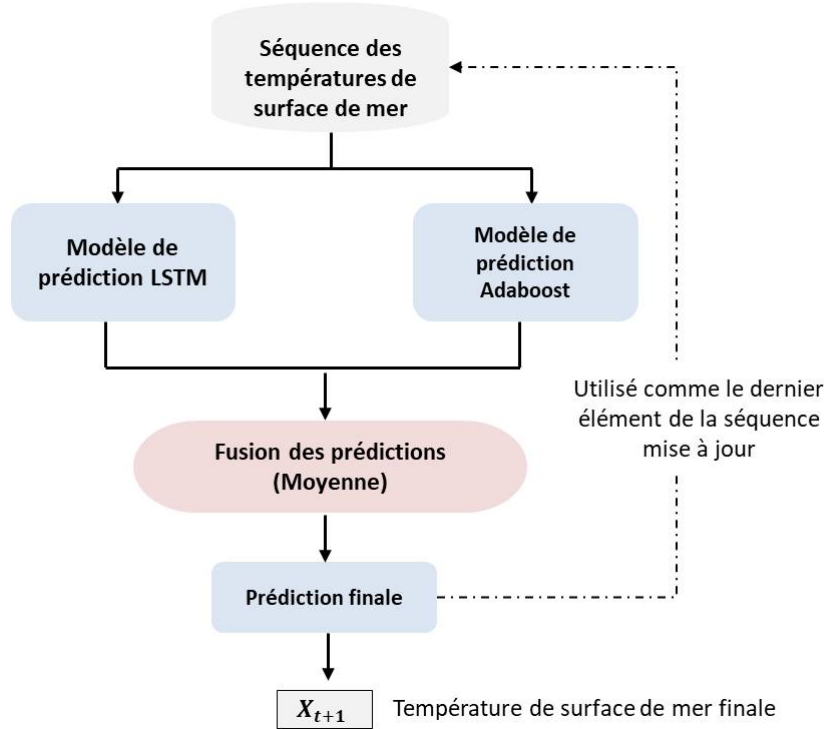 Séquence des
températures de
surface de mer
Modèle de
prédiction LSTM
Modèle de
prédiction
Adaboost
Utilisé comme le dernier
élément de la séquence
mise à jour
Fusion des prédictions
(Moyenne)
Prédiction finale
X_{t+1}
Température de surface de mer finale